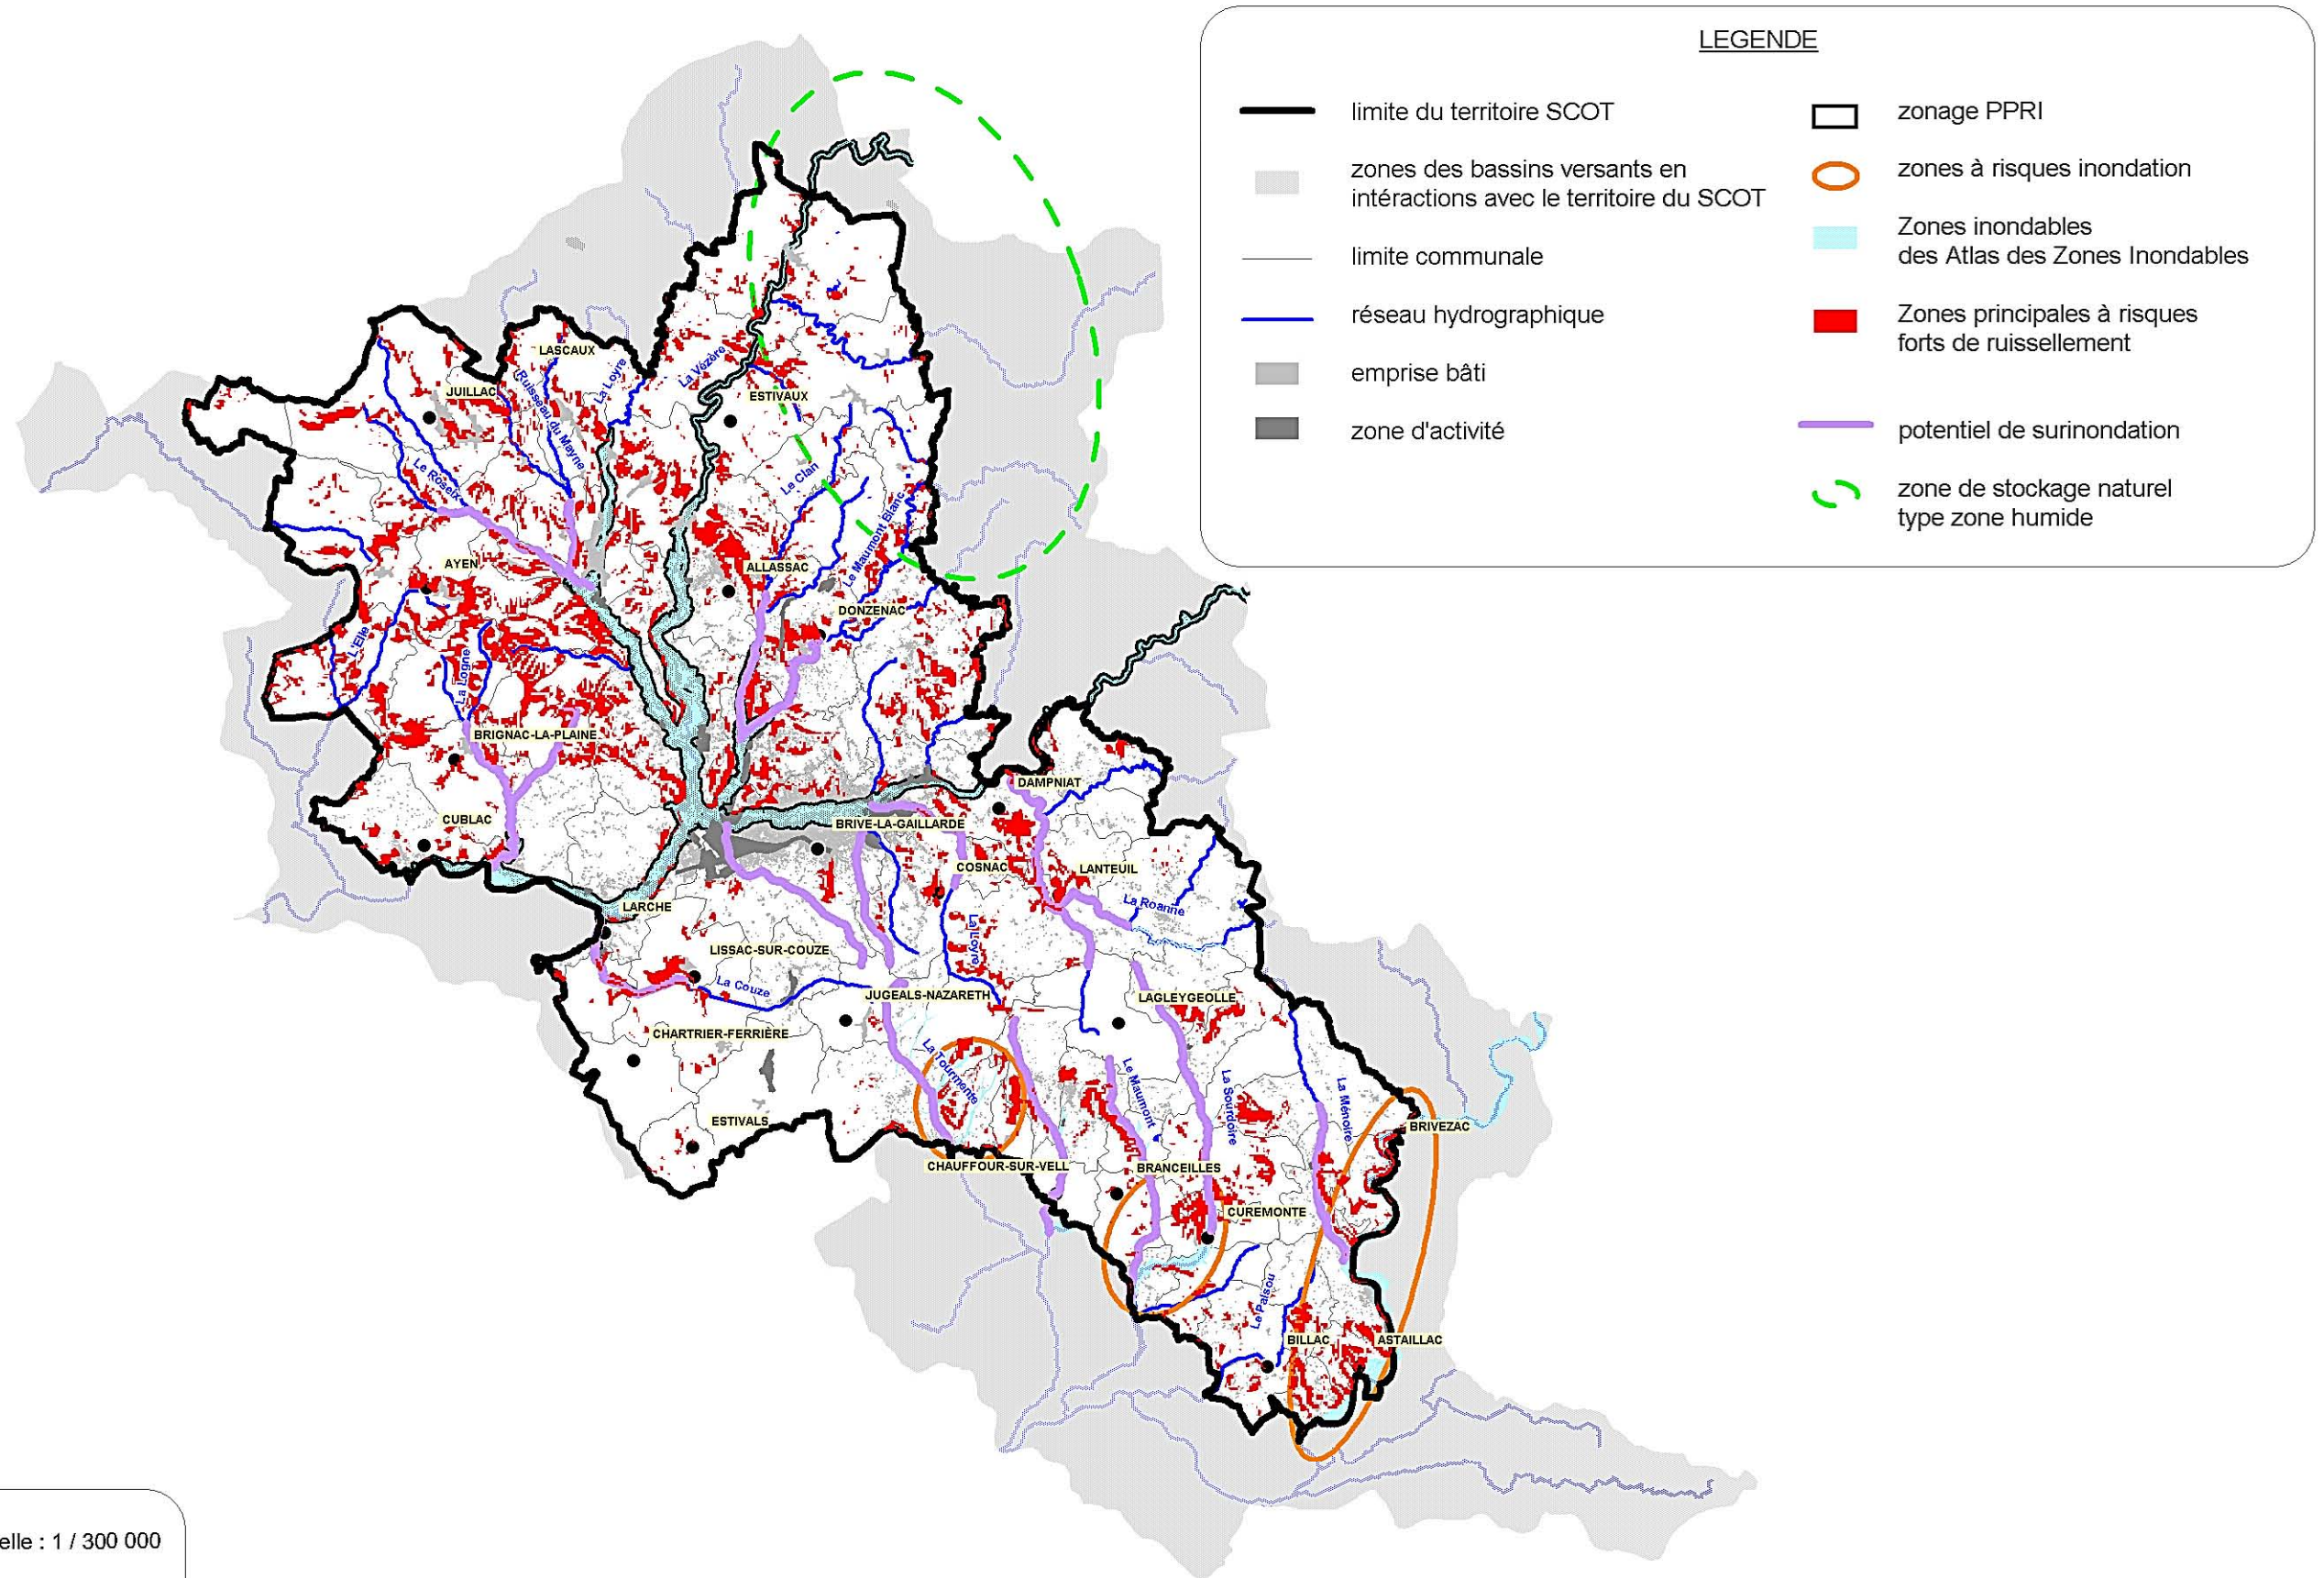 LEGENDE
limite du territoire SCOT
zones des bassins versants en
intéractions avec le territoire du SCOT
limite communale
réseau hydrographique
emprise bâti
zone d'activité
zonage PPRI
zones à risques inondation
Zones inondables
des Atlas des Zones Inondables
Zones principales à risques
forts de ruissellement
potentiel de surinondation
zone de stockage naturel
type zone humide
LASCAUX
JUILLAC
Ruisseau du Mayne
La Loyre
La Vézère
ESTIVAUX
Le Roseix
Le Clan
Le Maumont Blanc
AYEN
ALLASSAC
DONZENAC
L'Elle
La Logne
BRIGNAC-LA-PLAINE
DAMPNIAT
CUBLAC
BRIVE-LA-GAILLARDE
COSNAC
LANTEUIL
LARCHE
La Roanne
La Loyre
LISSAC-SUR-COUZE
La Couze
JUGEALS-NAZARETH
LAGLEYGEOLLE
CHARTRIER-FERRIÈRE
La Tourmente
Le Maumont
La Sourdoire
La Ménoire
ESTIVALS
BRIVEZAC
CHAUFFOUR-SUR-VELL
BRANCEILLES
CUREMONTE
Le Palsou
BILLAC
ASTAILLAC
elle : 1 / 300 000